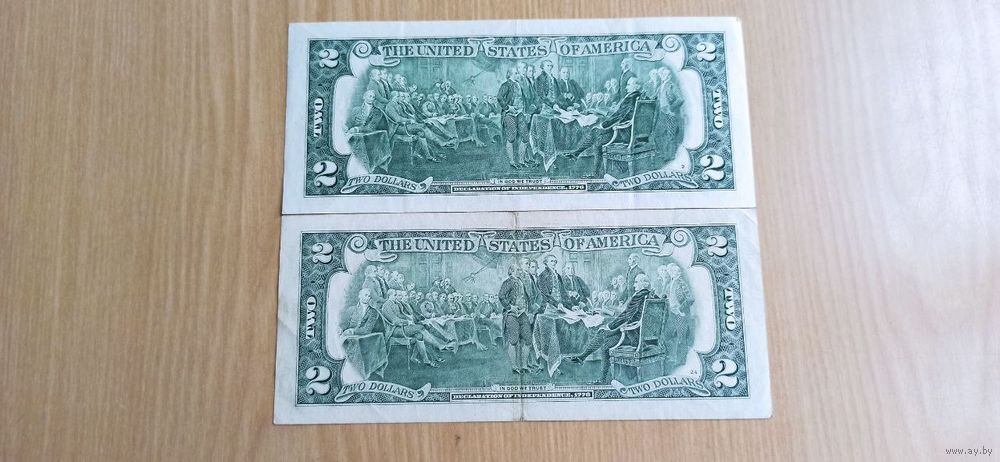 2 THE UNITED STATES OF AMERICA 2
TWO TWO
2 2
2
TWO DOLLARS IN GOD WE TRUST TWO DOLLARS
DECLARATION OF INDEPENDENCE, 1776
2 THE UNITED STATES OF AMERICA 2
TWO TWO
2 24 2
TWO DOLLARS IN GOD WE TRUST TWO DOLLARS
DECLARATION OF INDEPENDENCE, 1776
www.ay.by